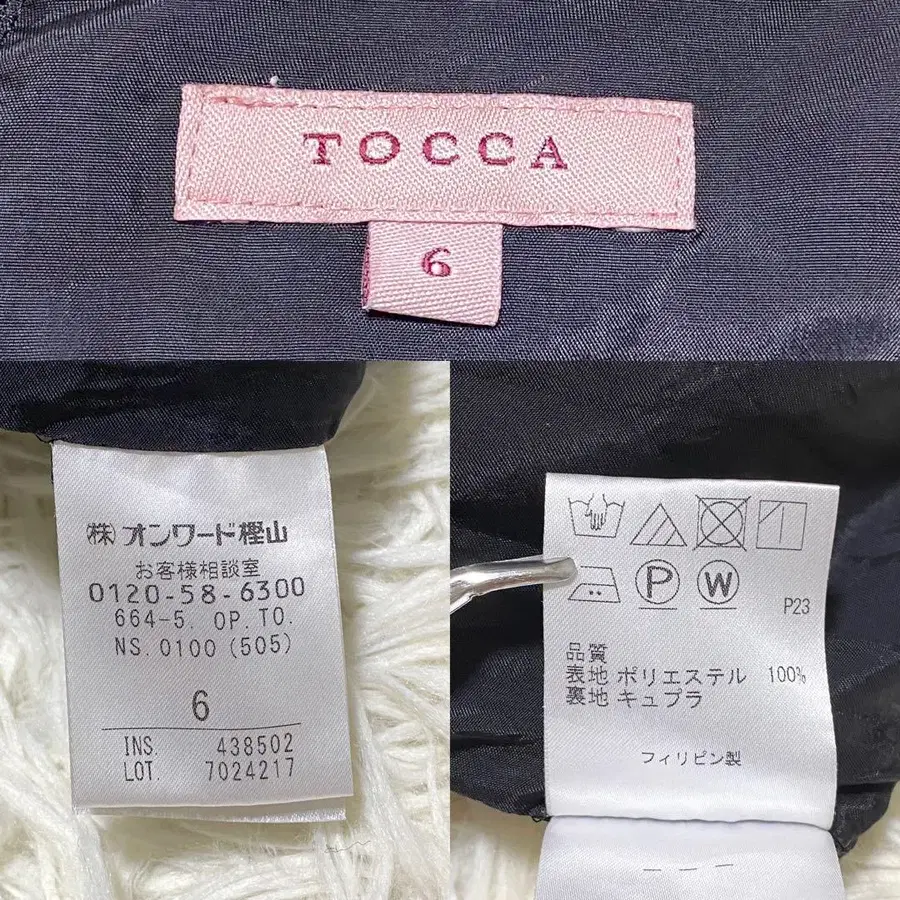 TOCCA
6
(株)オンワード樫山
お客様相談室
0120-58-6300
664-5. OP.TO.
NS.0100 (505)
6
INS. 438502
LOT. 7024217
P W
P23
品質
表地 ポリエステル 100%
裏地 キュプラ
フィリピン製